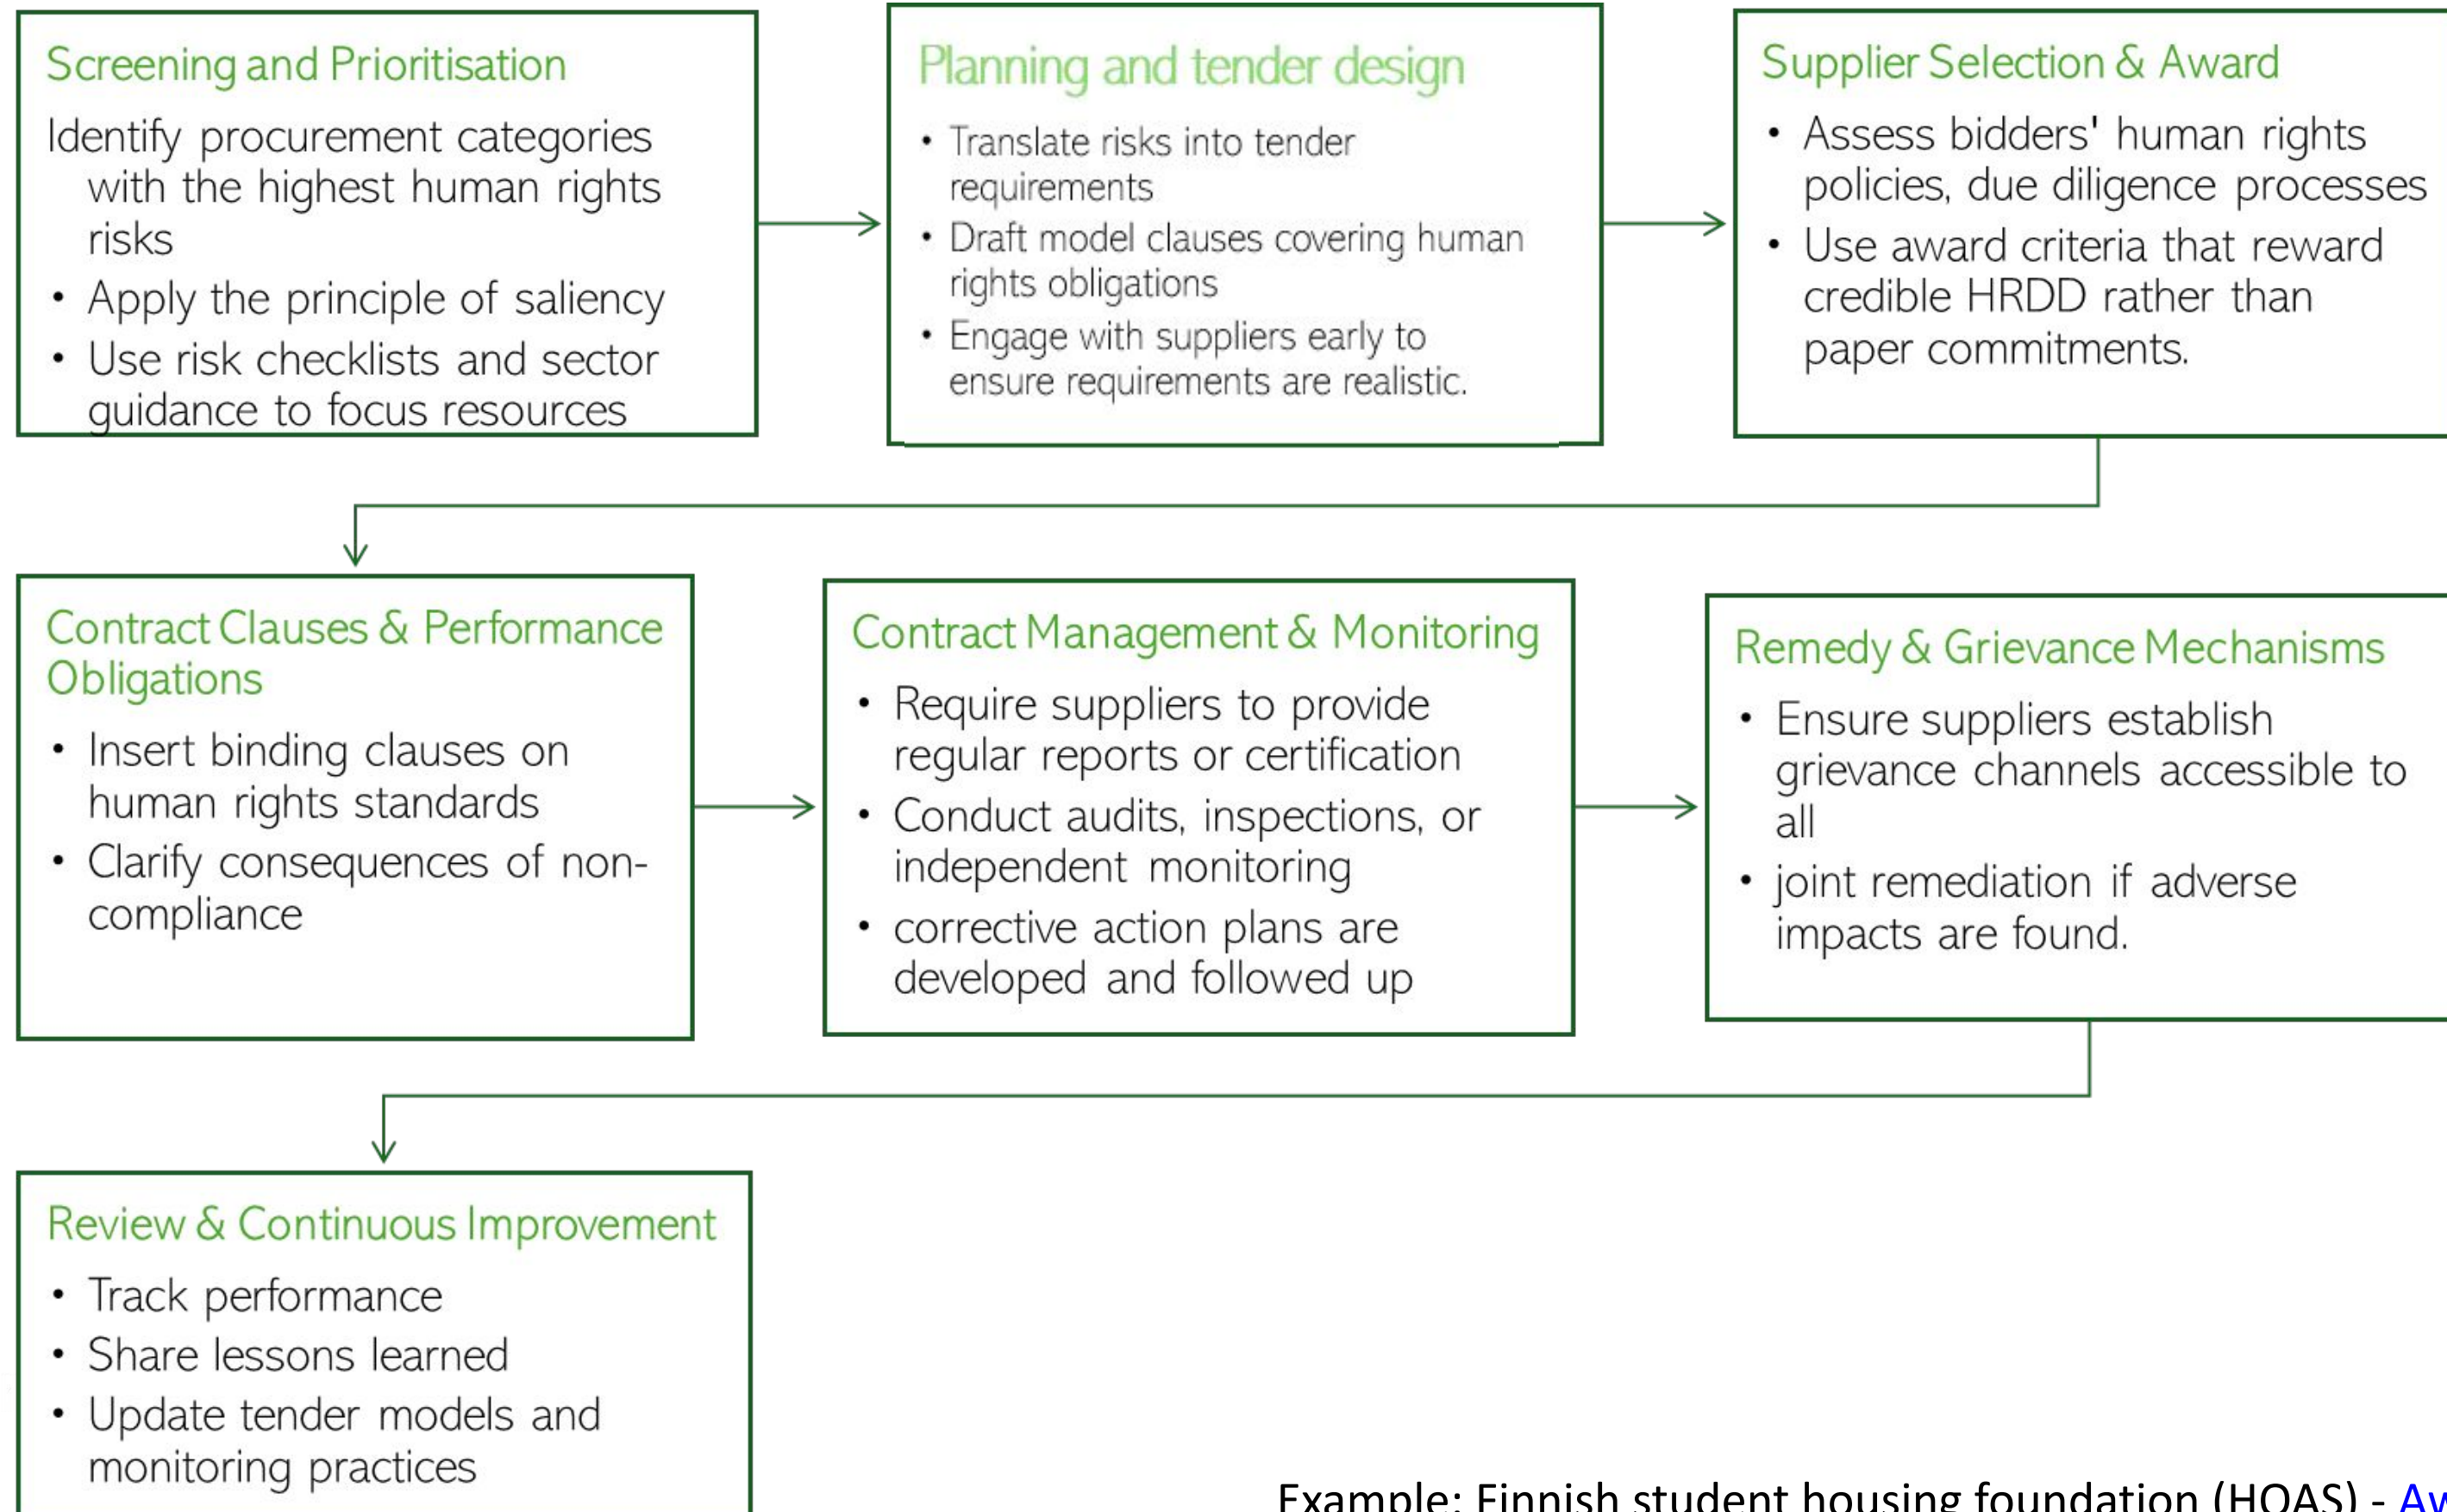 Screening and Prioritisation
Identify procurement categories
with the highest human rights
risks
• Apply the principle of saliency
• Use risk checklists and sector
guidance to focus resources
Planning and tender design
• Translate risks into tender
requirements
• Draft model clauses covering human
rights obligations
• Engage with suppliers early to
ensure requirements are realistic.
Supplier Selection & Award
• Assess bidders' human rights
policies, due diligence processes
• Use award criteria that reward
credible HRDD rather than
paper commitments.
Contract Clauses & Performance
Obligations
• Insert binding clauses on
human rights standards
• Clarify consequences of non-
compliance
Contract Management & Monitoring
• Require suppliers to provide
regular reports or certification
• Conduct audits, inspections, or
independent monitoring
• corrective action plans are
developed and followed up
Remedy & Grievance Mechanisms
• Ensure suppliers establish
grievance channels accessible to
all
• joint remediation if adverse
impacts are found.
Review & Continuous Improvement
• Track performance
• Share lessons learned
• Update tender models and
monitoring practices
Example: Finnish student housing foundation (HOAS) -